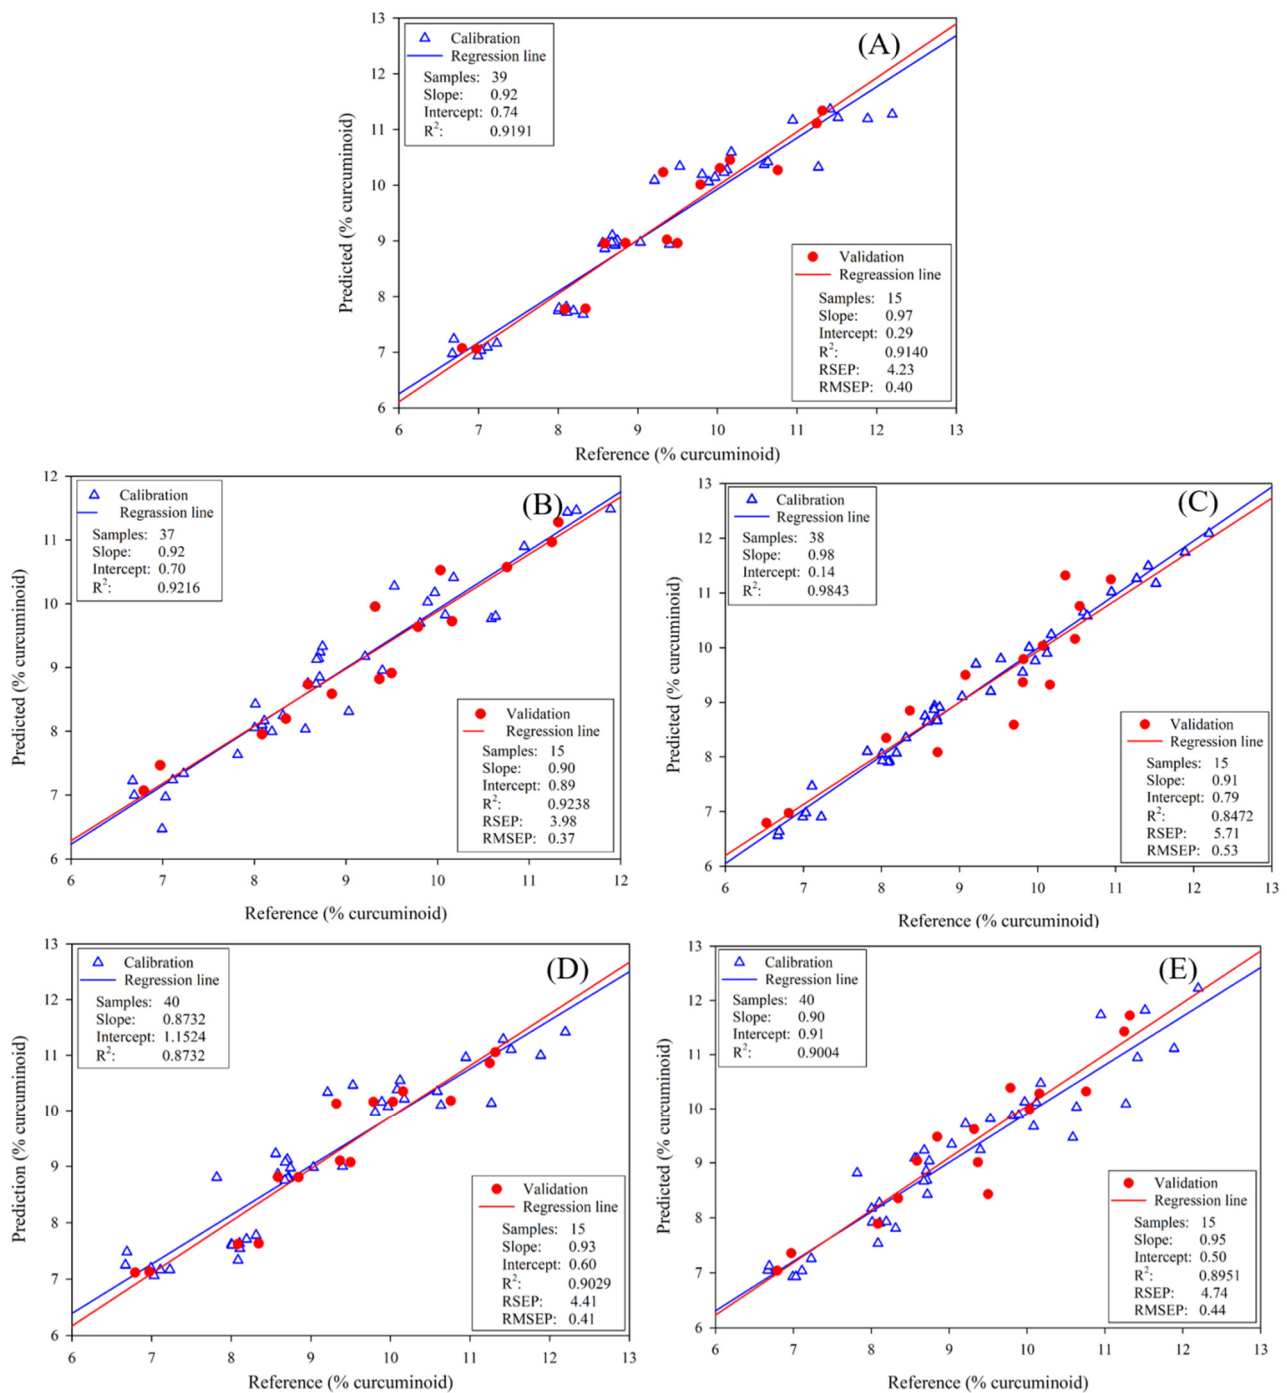 (A)
Calibration
Regression line
Samples: 39
Slope: 0.92
Intercept: 0.74
R²: 0.9191
Validation
Regreassion line
Samples: 15
Slope: 0.97
Intercept: 0.29
R²: 0.9140
RSEP: 4.23
RMSEP: 0.40
Predicted (% curcuminoid)
13
12
11
10
9
8
7
6
6 7 8 9 10 11 12 13
Reference (% curcuminoid)
(B)
Calibration
Regrassion line
Samples: 37
Slope: 0.92
Intercept: 0.70
R²: 0.9216
Validation
Regression line
Samples: 15
Slope: 0.90
Intercept: 0.89
R²: 0.9238
RSEP: 3.98
RMSEP: 0.37
Predicted (% curcuminoid)
12
11
10
9
8
7
6
6 7 8 9 10 11 12
Reference (% curcuminoid)
(C)
Calibration
Regression line
Samples: 38
Slope: 0.98
Intercept: 0.14
R²: 0.9843
Validation
Regression line
Samples: 15
Slope: 0.91
Intercept: 0.79
R²: 0.8472
RSEP: 5.71
RMSEP: 0.53
Predicted (% curcuminoid)
13
12
11
10
9
8
7
6
6 7 8 9 10 11 12 13
Reference (% curcuminoid)
(D)
Calibration
Regression line
Samples: 40
Slope: 0.8732
Intercept: 1.1524
R²: 0.8732
Validation
Regression line
Samples: 15
Slope: 0.93
Intercept: 0.60
R²: 0.9029
RSEP: 4.41
RMSEP: 0.41
Prediction (% curcuminoid)
13
12
11
10
9
8
7
6
6 7 8 9 10 11 12 13
Reference (% curcuminoid)
(E)
Calibration
Regression line
Samples: 40
Slope: 0.90
Intercept: 0.91
R²: 0.9004
Validation
Regression line
Samples: 15
Slope: 0.95
Intercept: 0.50
R²: 0.8951
RSEP: 4.74
RMSEP: 0.44
Predicted (% curcuminoid)
13
12
11
10
9
8
7
6
6 7 8 9 10 11 12 13
Reference (% curcuminoid)